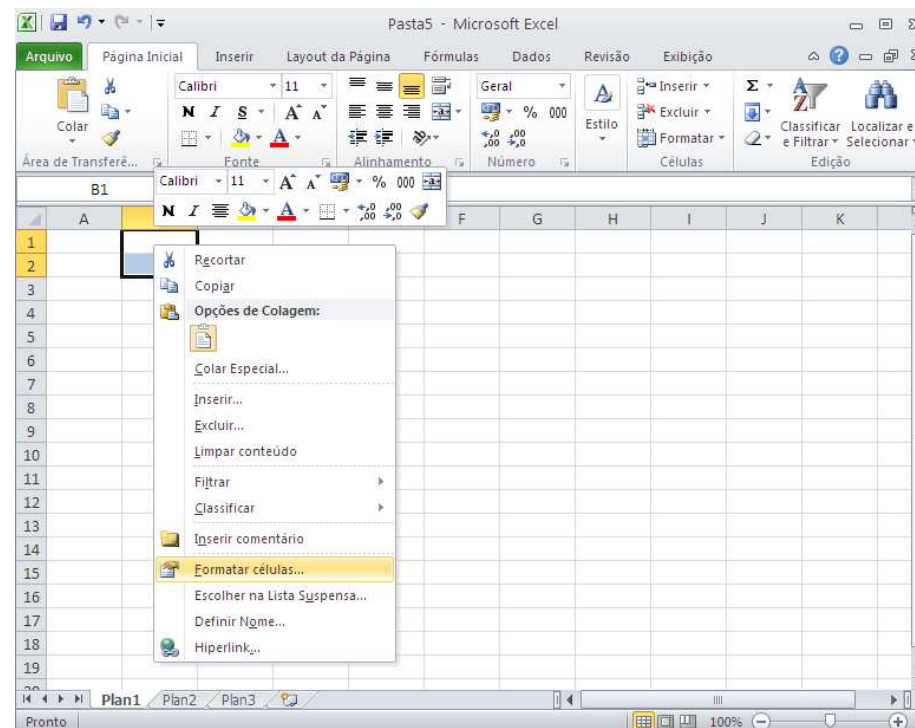 Pasta5 - Microsoft Excel
Arquivo Página Inicial Inserir Layout da Página Fórmulas Dados Revisão Exibição
Calibri 11 Geral Inserir Σ
N I S A A % 000 Excluir
Colar Estilo Formatar Classificar e Filtrar Localizar e Selecionar
Área de Transferê... Fonte Alinhamento Número Células Edição
B1
Calibri 11 A A % 000
N I A
A F G H I J K
1
2
3
4
5
6
7
8
9
10
11
12
13
14
15
16
17
18
19
Recortar
Copiar
Opções de Colagem:
Colar Especial...
Inserir...
Excluir...
Limpar conteúdo
Filtrar
Classificar
Inserir comentário
Formatar células...
Escolher na Lista Suspensa...
Definir Nome...
Hiperlink...
Plan1 Plan2 Plan3
Pronto 100%